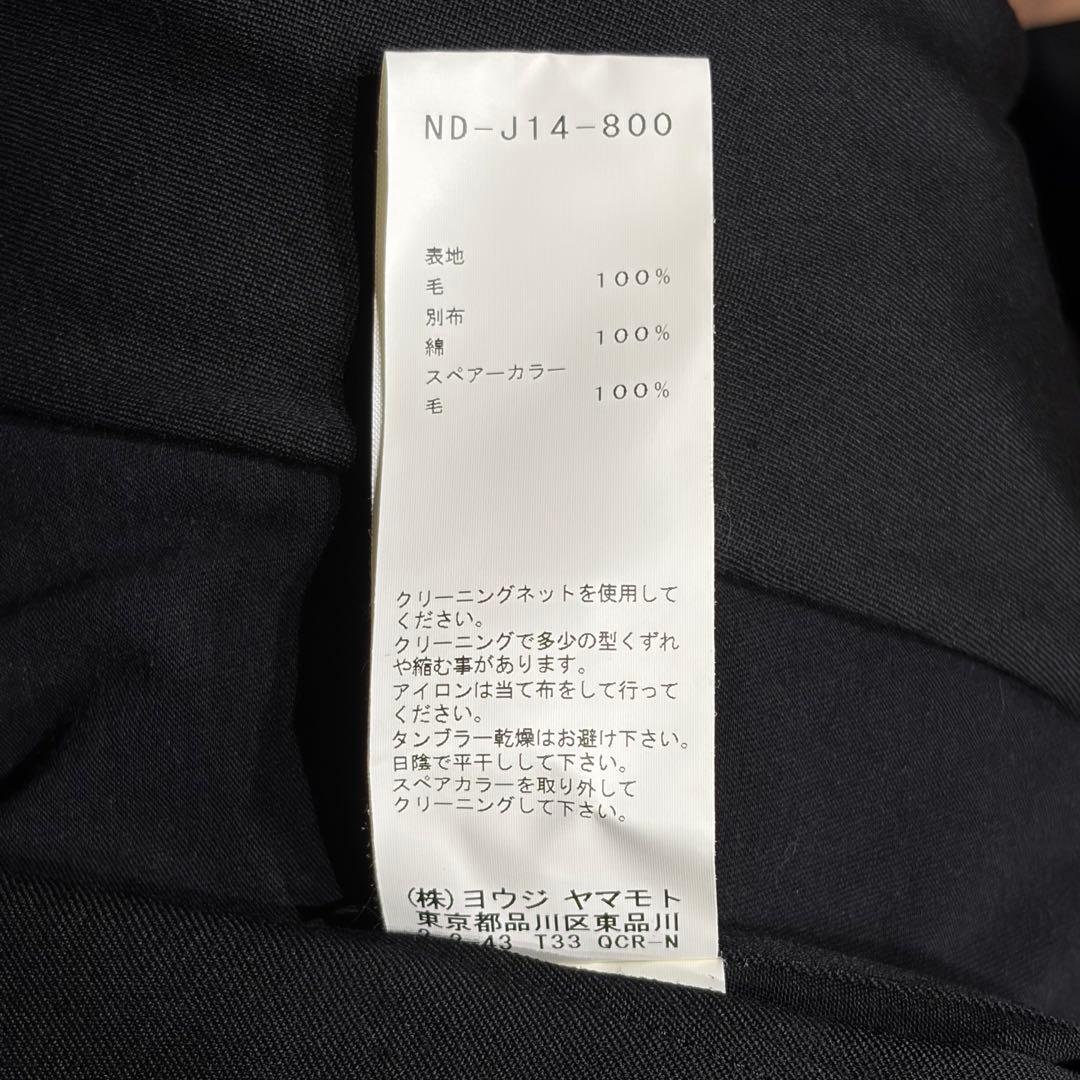 ND-J14-800
表地
毛 100%
別布
綿 100%
スペアーカラー
毛 100%
クリーニングネットを使用して
ください。
クリーニングで多少の型くずれ
や縮む事があります。
アイロンは当て布をして行って
ください。
タンブラー乾燥はお避け下さい。
日陰で平干しして下さい。
スペアカラーを取り外して
クリーニングして下さい。
(株)ヨウジ ヤマモト
東京都品川区東品川
2-2-43 T33 QCR-N